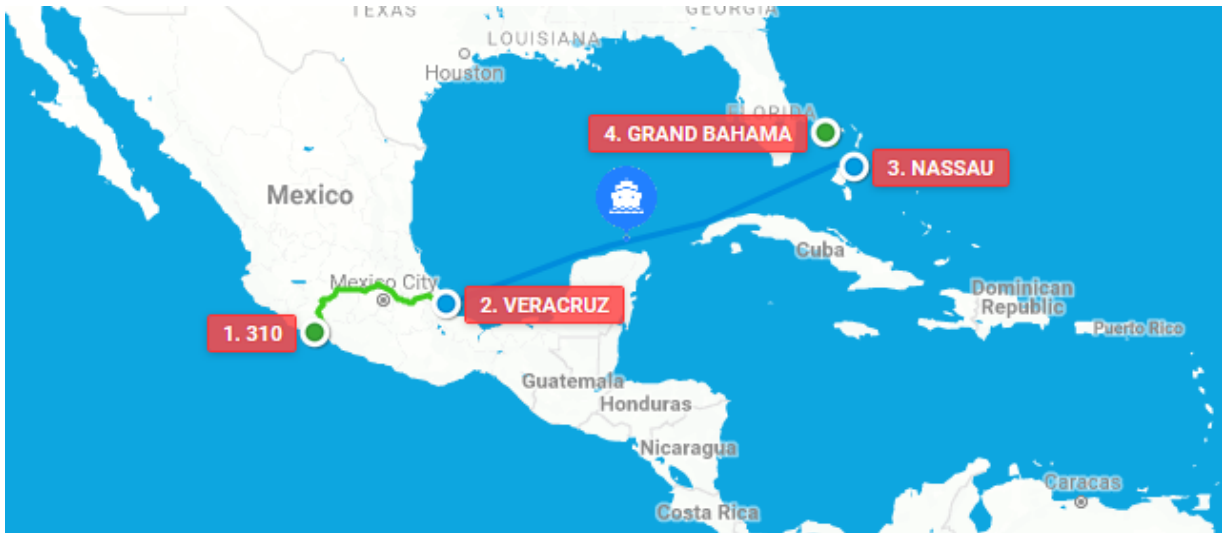 TEXAS
GEORGIA
LOUISIANA
Houston
FLORIDA
4. GRAND BAHAMA
3. NASSAU
Mexico
Cuba
Mexico City
2. VERACRUZ
Dominican
Republic
1. 310
Puerto Rico
Guatemala
Honduras
Nicaragua
Caracas
Costa Rica